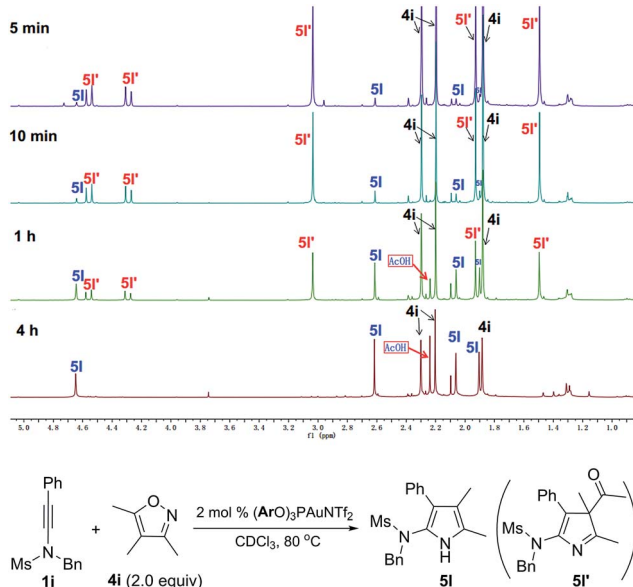 5 min
5l' 4i 5l' 4i
5l 5l' 5l' 5l 5l 5l 5l'
10 min
5l' 4i 5l' 4i
5l 5l' 5l' 5l 5l 5l 5l'
1 h
5l' 4i 5l' 4i
5l 5l' 5l' 5l AcOH 5l 5l 5l'
4 h
5l 4i 5l 5l 4i
5l AcOH
5.0 4.8 4.6 4.4 4.2 4.0 3.8 3.6 3.4 3.2 3.0 2.8 2.6 2.4 2.2 2.0 1.8 1.6 1.4 1.2 1.0
f1 (ppm)
Ph
Ms N Bn
1i
+
O N
4i (2.0 equiv)
2 mol % (ArO)3PAuNTf2
CDCl3, 80 °C
Ph
Ms N N H
Bn
5l
O
Ph
Ms N N
Bn
5l'